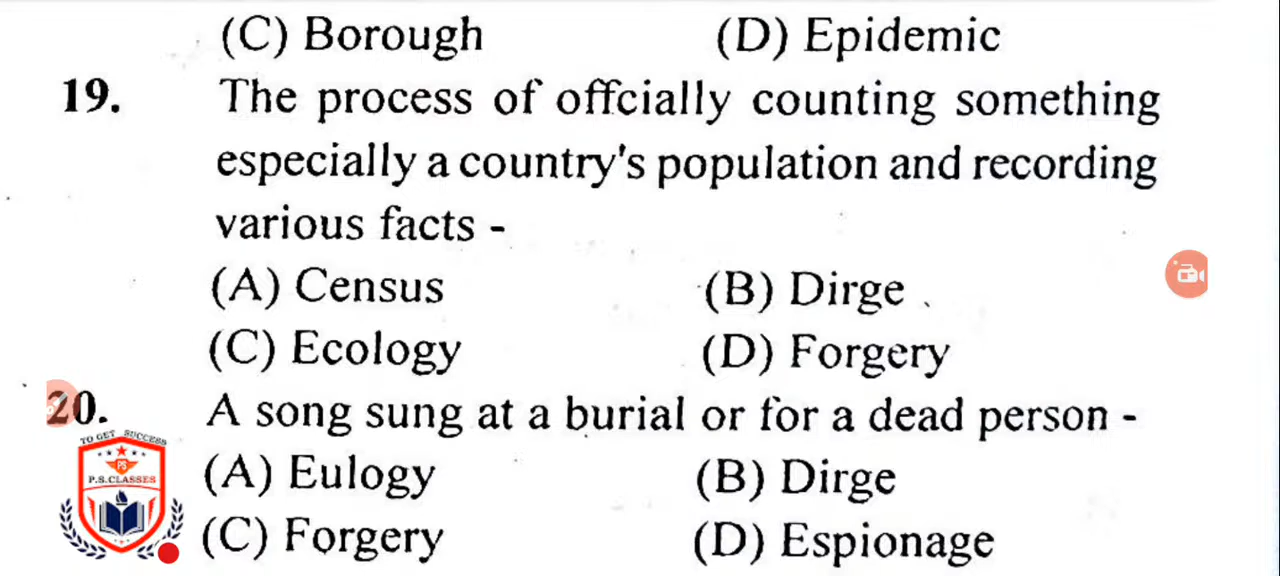 (C) Borough (D) Epidemic
19. The process of offcially counting something
especially a country's population and recording
various facts -
(A) Census (B) Dirge
(C) Ecology (D) Forgery
20. A song sung at a burial or for a dead person -
(A) Eulogy (B) Dirge
(C) Forgery (D) Espionage
TO GET SUCCESS
PS
P.S.CLASSES